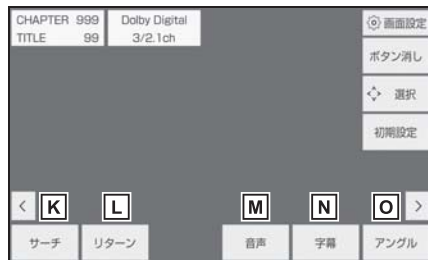 CHAPTER 999
TITLE 99
Dolby Digital
3/2.1ch
画面設定
ボタン消し
選択
初期設定
< K L M N O >
サーチ リターン 音声 字幕 アングル